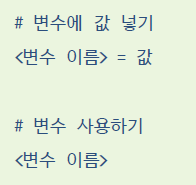 # 변수에 값 넣기
<변수 이름> = 값
# 변수 사용하기
<변수 이름>